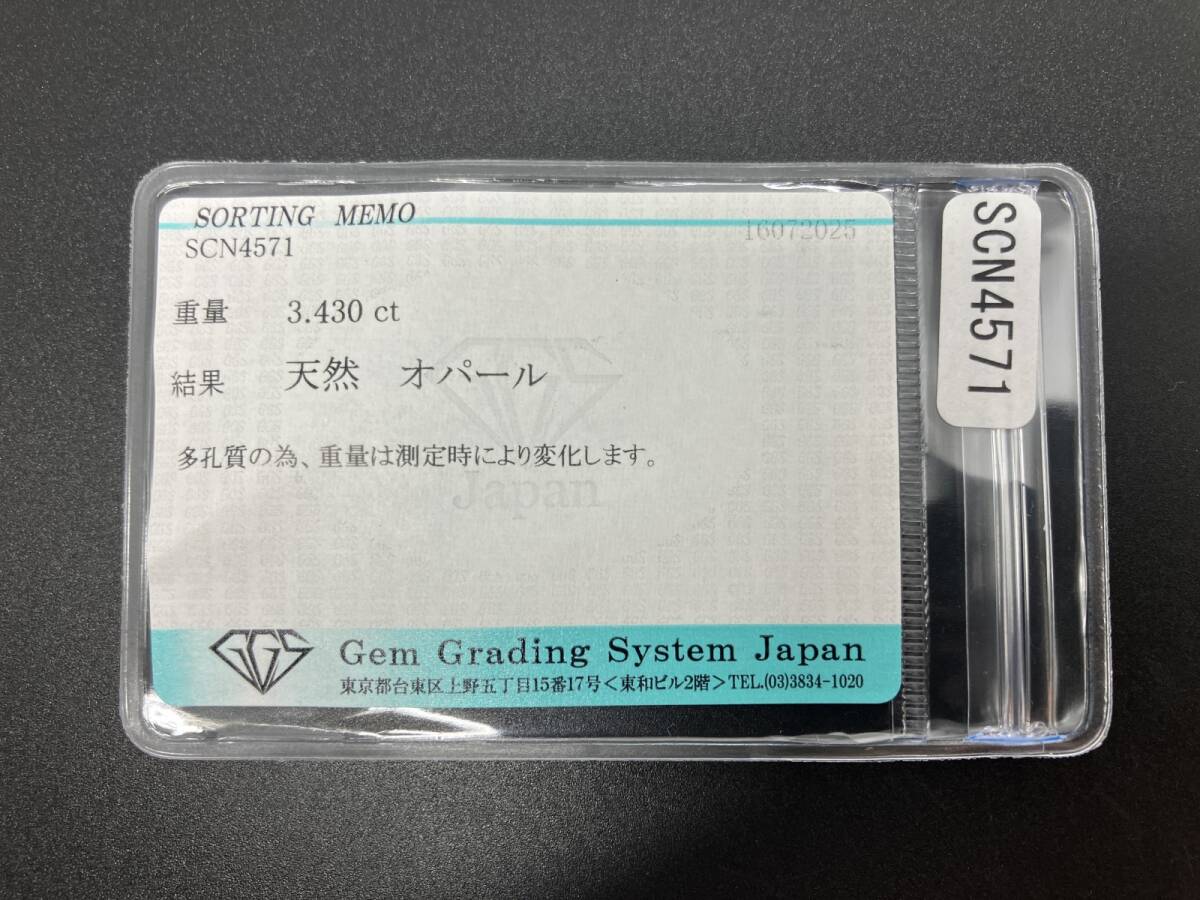 SORTING MEMO
16072025
SCN4571
重量 3.430 ct
結果 天然 オパール
多孔質の為、重量は測定時により変化します。
Japan
GGS
Gem Grading System Japan
東京都台東区上野五丁目15番17号＜東和ビル2階＞TEL.(03)3834-1020
SCN4571